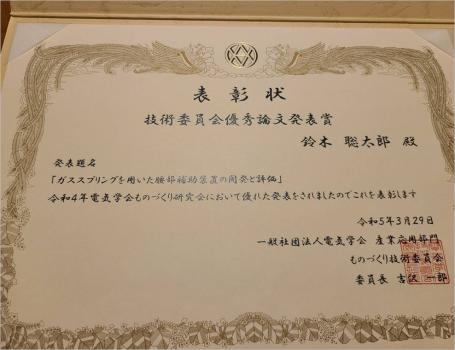 表彰状
技術委員会優秀論文発表賞
鈴木 聡太郎 殿
発表題名
「ガススプリングを用いた腰部補助装置の開発と評価」
令和4年電気学会ものづくり研究会において優れた発表をされましたのでこれを表彰します
令和5年3月29日
一般社団法人電気学会 産業応用部門
ものづくり技術委員会
委員長 吉沢 一郎